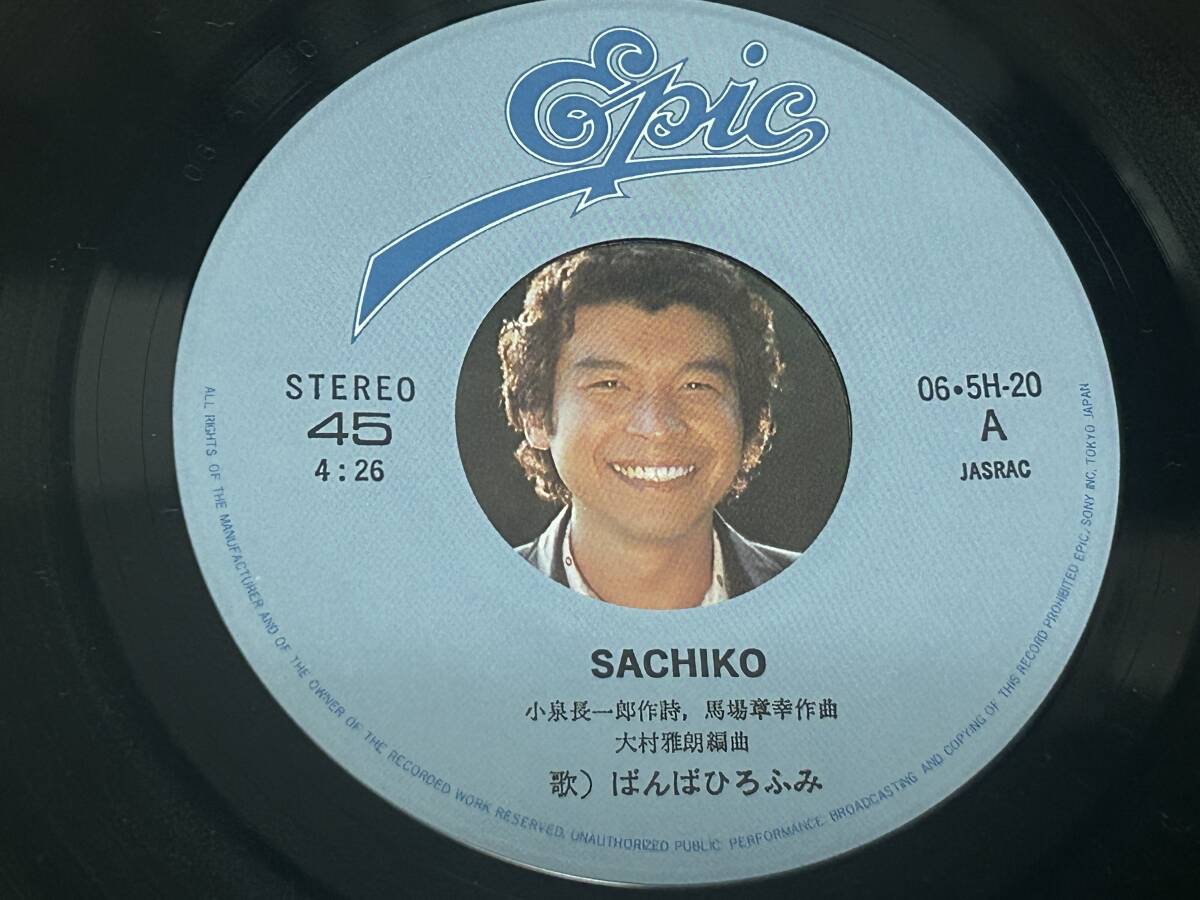 Epic
STEREO
45
4:26
06・5H-20
A
JASRAC
SACHIKO
小泉長一郎作詩, 馬場章幸作曲
大村雅朗編曲
歌）ばんばひろふみ
ALL RIGHTS OF THE MANUFACTURER AND OF THE OWNER OF THE RECORDED WORK RESERVED. UNAUTHORIZED PUBLIC PERFORMANCE. BROADCASTING AND COPYING OF THIS RECORD PROHIBITED EPIC/SONY INC. TOKYO JAPAN